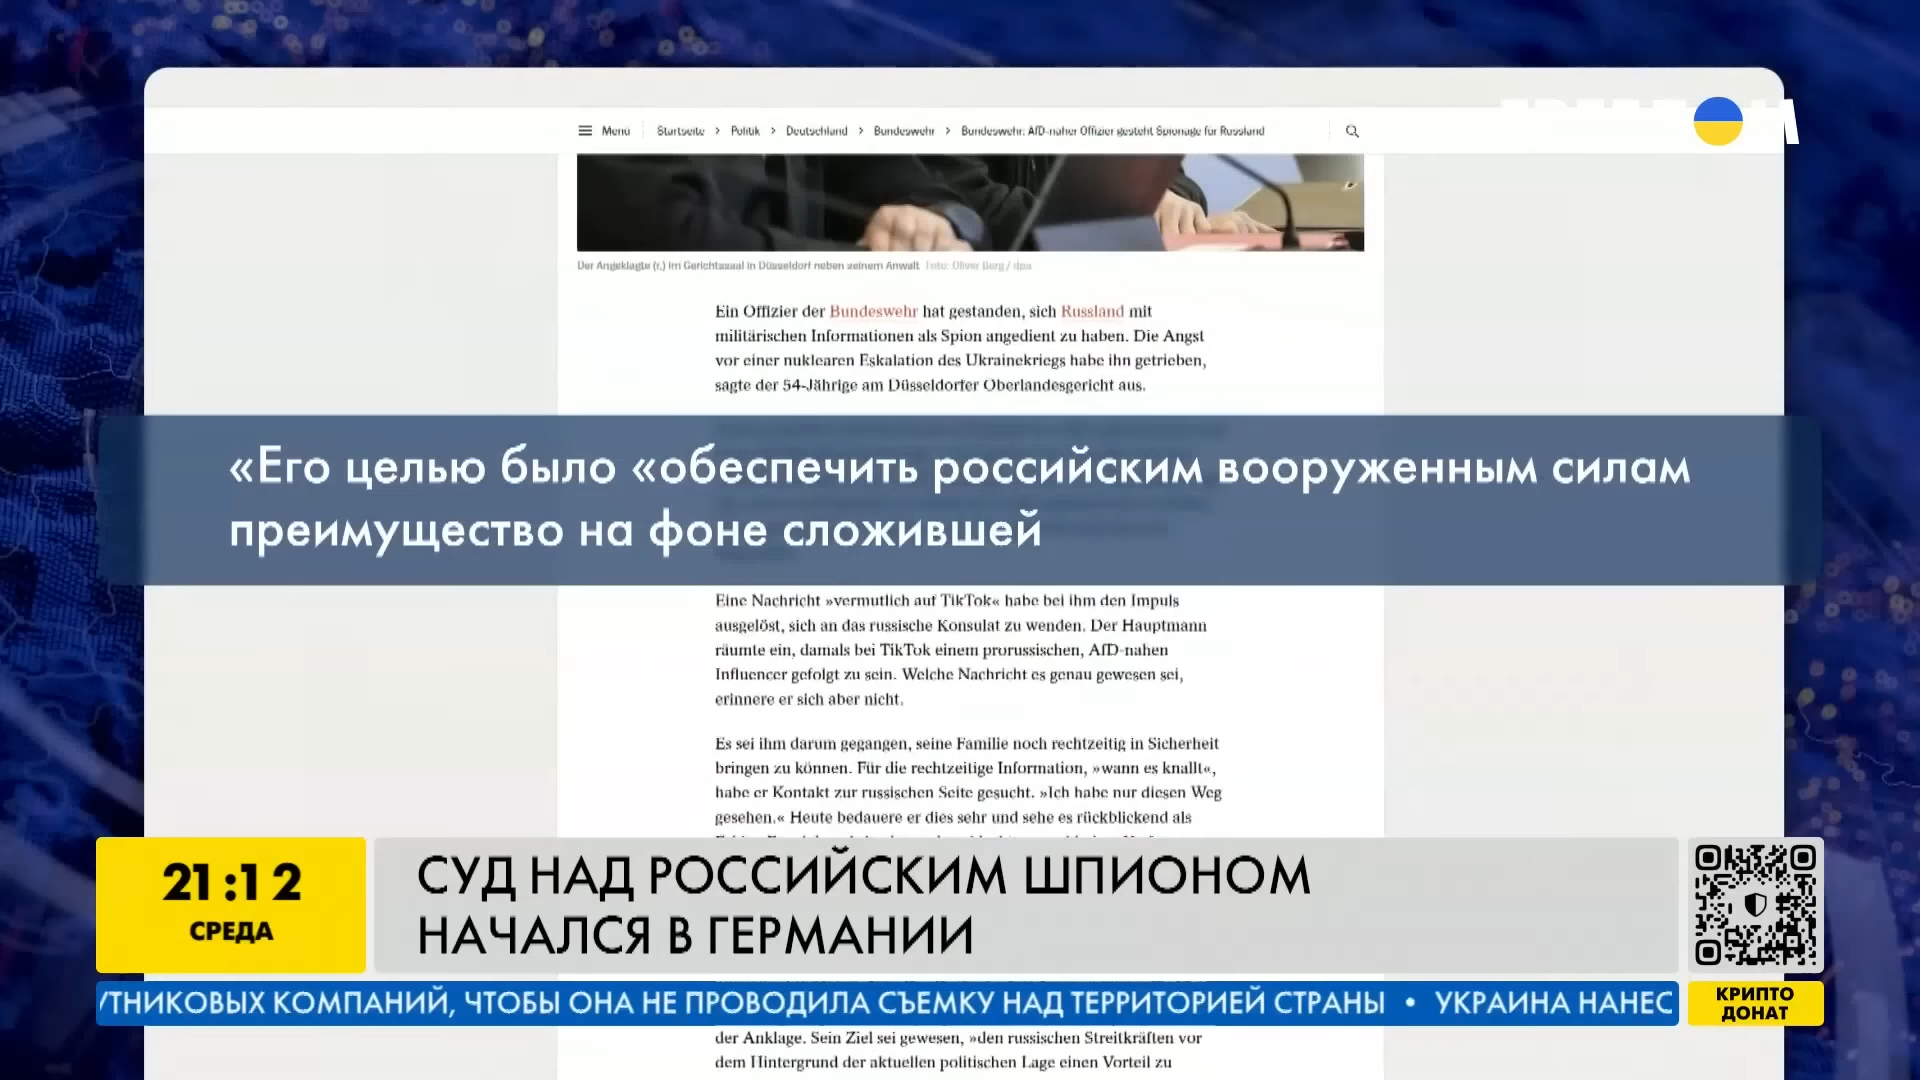 Menu Startseite > Politik > Deutschland > Bundeswehr > Bundeswehr: AfD-naher Offizier gesteht Spionage für Russland
Der Angeklagte (r.) im Gerichtssaal in Düsseldorf neben seinem Anwalt Foto: Oliver Berg / dpa
Ein Offizier der Bundeswehr hat gestanden, sich Russland mit
militärischen Informationen als Spion angedient zu haben. Die Angst
vor einer nuklearen Eskalation des Ukrainekriegs habe ihn getrieben,
sagte der 54-Jährige am Düsseldorfer Oberlandesgericht aus.
«Его целью было «обеспечить российским вооруженным силам
преимущество на фоне сложившей
Eine Nachricht »vermutlich auf TikTok« habe bei ihm den Impuls
ausgelöst, sich an das russische Konsulat zu wenden. Der Hauptmann
räumte ein, damals bei TikTok einem prorussischen, AfD-nahen
Influencer gefolgt zu sein. Welche Nachricht es genau gewesen sei,
erinnere er sich aber nicht.
Es sei ihm darum gegangen, seine Familie noch rechtzeitig in Sicherheit
bringen zu können. Für die rechtzeitige Information, »wann es knallt«,
habe er Kontakt zur russischen Seite gesucht. »Ich habe nur diesen Weg
gesehen.« Heute bedauere er dies sehr und sehe es rückblickend als
21:12
СРЕДА
СУД НАД РОССИЙСКИМ ШПИОНОМ
НАЧАЛСЯ В ГЕРМАНИИ
УТНИКОВЫХ КОМПАНИЙ, ЧТОБЫ ОНА НЕ ПРОВОДИЛА СЪЕМКУ НАД ТЕРРИТОРИЕЙ СТРАНЫ • УКРАИНА НАНЕС
КРИПТО
ДОНАТ
der Anklage. Sein Ziel sei gewesen, »den russischen Streitkräften vor
dem Hintergrund der aktuellen politischen Lage einen Vorteil zu